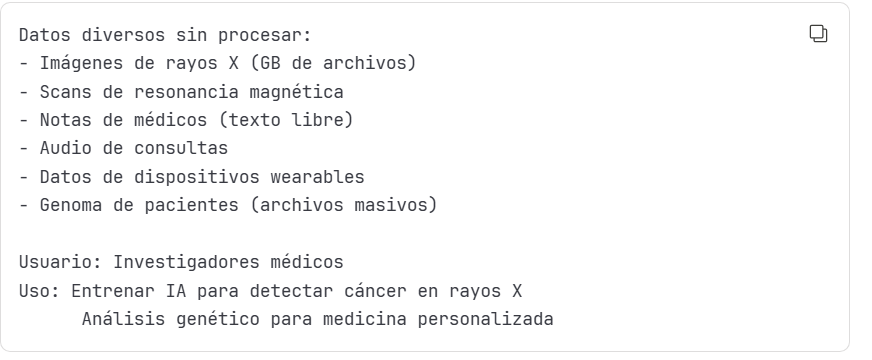 Datos diversos sin procesar:
- Imágenes de rayos X (GB de archivos)
- Scans de resonancia magnética
- Notas de médicos (texto libre)
- Audio de consultas
- Datos de dispositivos wearables
- Genoma de pacientes (archivos masivos)
Usuario: Investigadores médicos
Uso: Entrenar IA para detectar cáncer en rayos X
Análisis genético para medicina personalizada